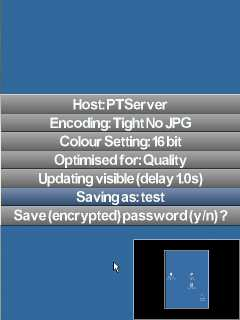 Host: PTServer
Encoding: Tight No JPG
Colour Setting: 16 bit
Optimised for: Quality
Updating visible (delay 1.0s)
Saving as: test
Save (encrypted) password (y/n) ?